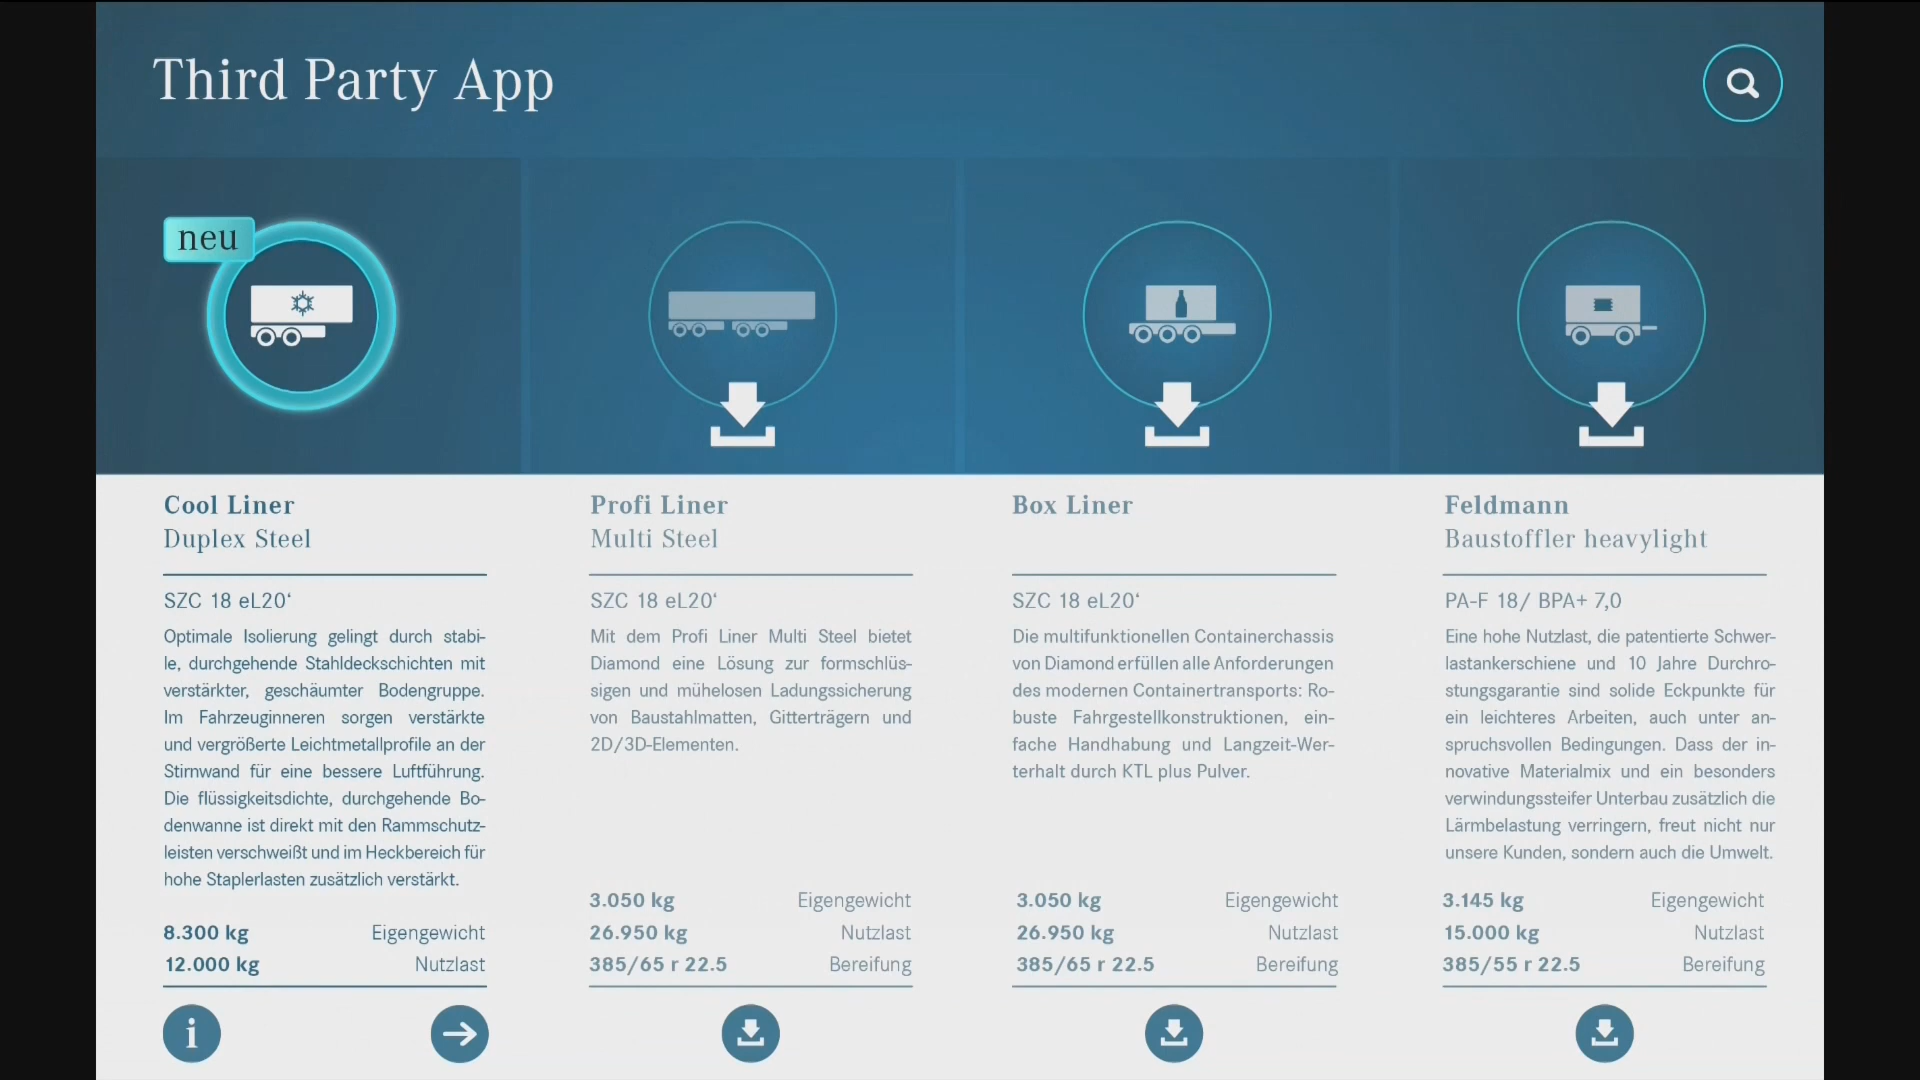 Third Party App
neu
Cool Liner
Duplex Steel
SZC 18 eL20‘
Optimale Isolierung gelingt durch stabi-
le, durchgehende Stahldeckschichten mit
verstärkter, geschäumter Bodengruppe.
Im Fahrzeuginneren sorgen verstärkte
und vergrößerte Leichtmetallprofile an der
Stirnwand für eine bessere Luftführung.
Die flüssigkeitsdichte, durchgehende Bo-
denwanne ist direkt mit den Rammschutz-
leisten verschweißt und im Heckbereich für
hohe Staplerlasten zusätzlich verstärkt.
8.300 kg Eigengewicht
12.000 kg Nutzlast
Profi Liner
Multi Steel
SZC 18 eL20‘
Mit dem Profi Liner Multi Steel bietet
Diamond eine Lösung zur formschlüs-
sigen und mühelosen Ladungssicherung
von Baustahlmatten, Gitterträgern und
2D/3D-Elementen.
3.050 kg Eigengewicht
26.950 kg Nutzlast
385/65 r 22.5 Bereifung
Box Liner
SZC 18 eL20‘
Die multifunktionellen Containerchassis
von Diamond erfüllen alle Anforderungen
des modernen Containertransports: Ro-
buste Fahrgestellkonstruktionen, ein-
fache Handhabung und Langzeit-Wer-
terhalt durch KTL plus Pulver.
3.050 kg Eigengewicht
26.950 kg Nutzlast
385/65 r 22.5 Bereifung
Feldmann
Baustoffler heavylight
PA-F 18/ BPA+ 7,0
Eine hohe Nutzlast, die patentierte Schwer-
lastankerschiene und 10 Jahre Durchro-
stungsgarantie sind solide Eckpunkte für
ein leichteres Arbeiten, auch unter an-
spruchsvollen Bedingungen. Dass der in-
novative Materialmix und ein besonders
verwindungssteifer Unterbau zusätzlich die
Lärmbelastung verringern, freut nicht nur
unsere Kunden, sondern auch die Umwelt.
3.145 kg Eigengewicht
15.000 kg Nutzlast
385/55 r 22.5 Bereifung